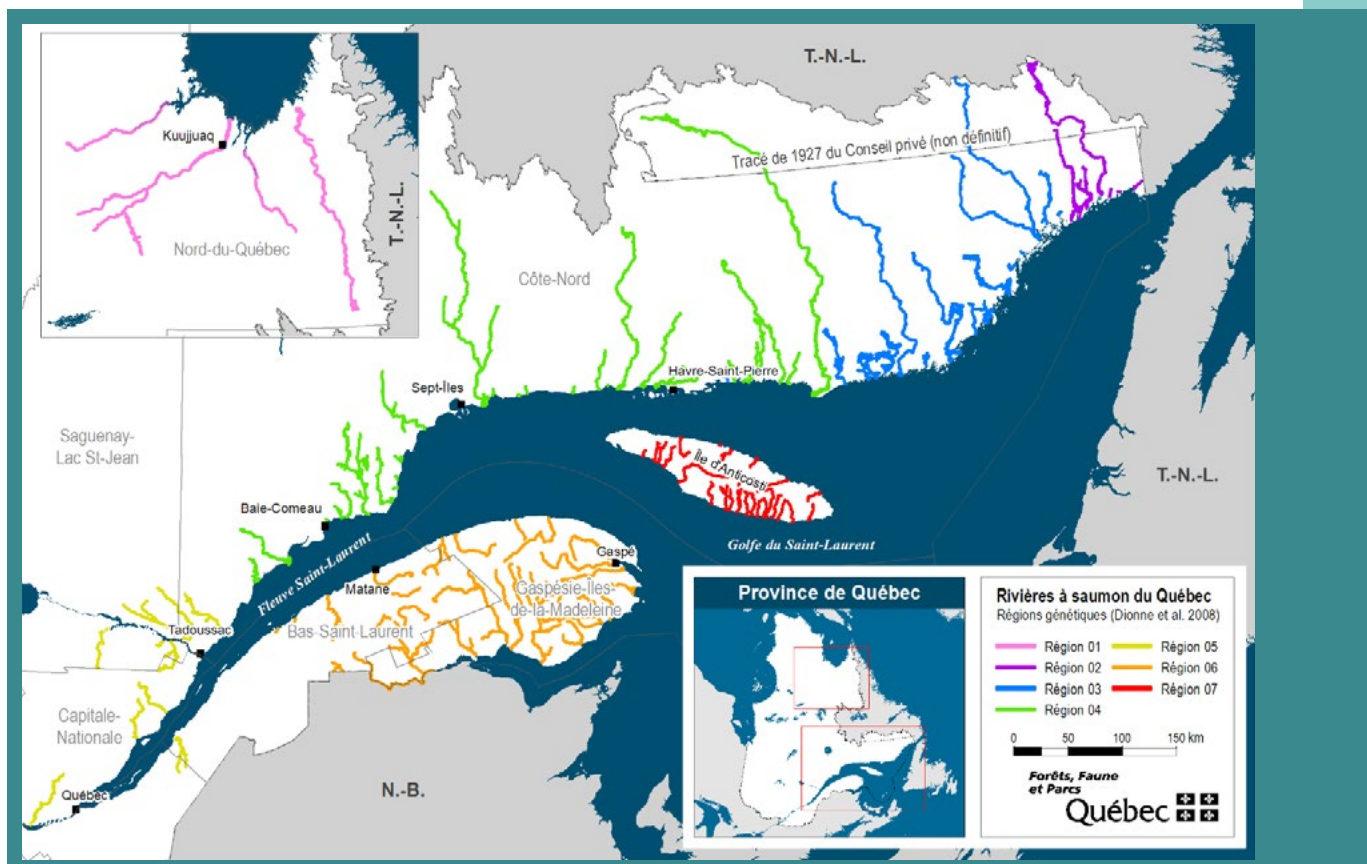 T.-N.-L.
Kuujjuaq
Tracé de 1927 du Conseil privé (non définitif)
T.-N.-L.
Nord-du-Québec
Côte-Nord
Havre-Saint-Pierre
Sept-Îles
Saguenay-
Lac St-Jean
Île d'Anticosti
T.-N.-L.
Baie-Comeau
Golfe du Saint-Laurent
Gaspé
Fleuve Saint-Laurent
Matane
Gaspésie-Îles-
de-la-Madeleine
Bas-Saint-Laurent
Tadoussac
Capitale-
Nationale
Québec
N.-B.
Province de Québec
Rivières à saumon du Québec
Régions génétiques (Dionne et al. 2008)
Région 01
Région 05
Région 02
Région 06
Région 03
Région 07
Région 04
0 50 100 150 km
Forêts, Faune
et Parcs
Québec